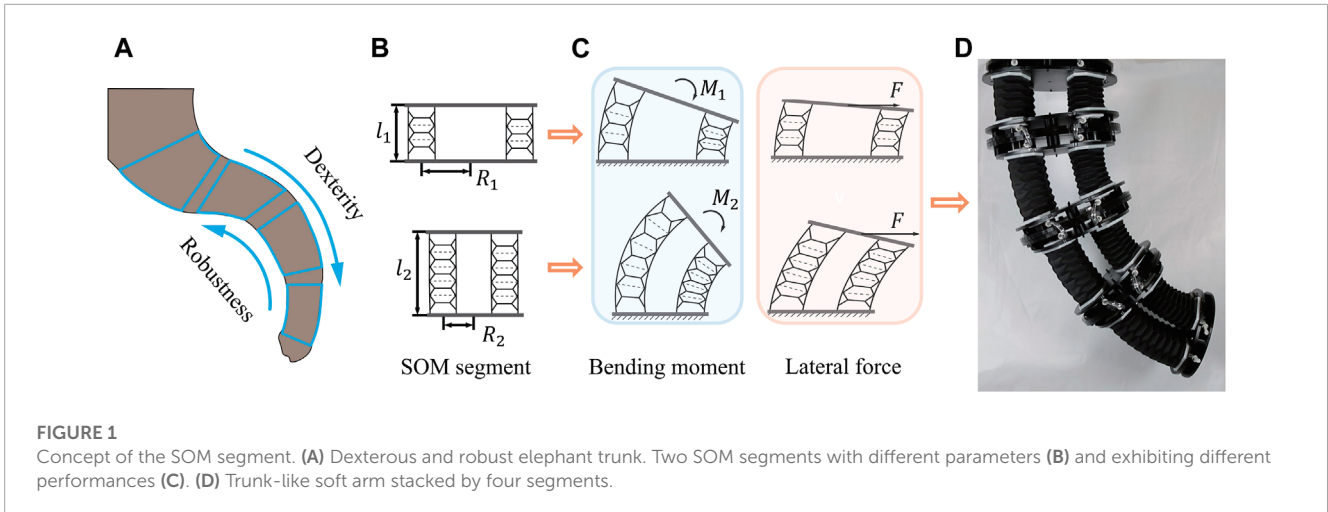 A
B
C
D
Dexterity
Robustness
l₁
R₁
l₂
R₂
SOM segment
M₁
M₂
Bending moment
F
F
Lateral force
FIGURE 1
Concept of the SOM segment. (A) Dexterous and robust elephant trunk. Two SOM segments with different parameters (B) and exhibiting different
performances (C). (D) Trunk-like soft arm stacked by four segments.